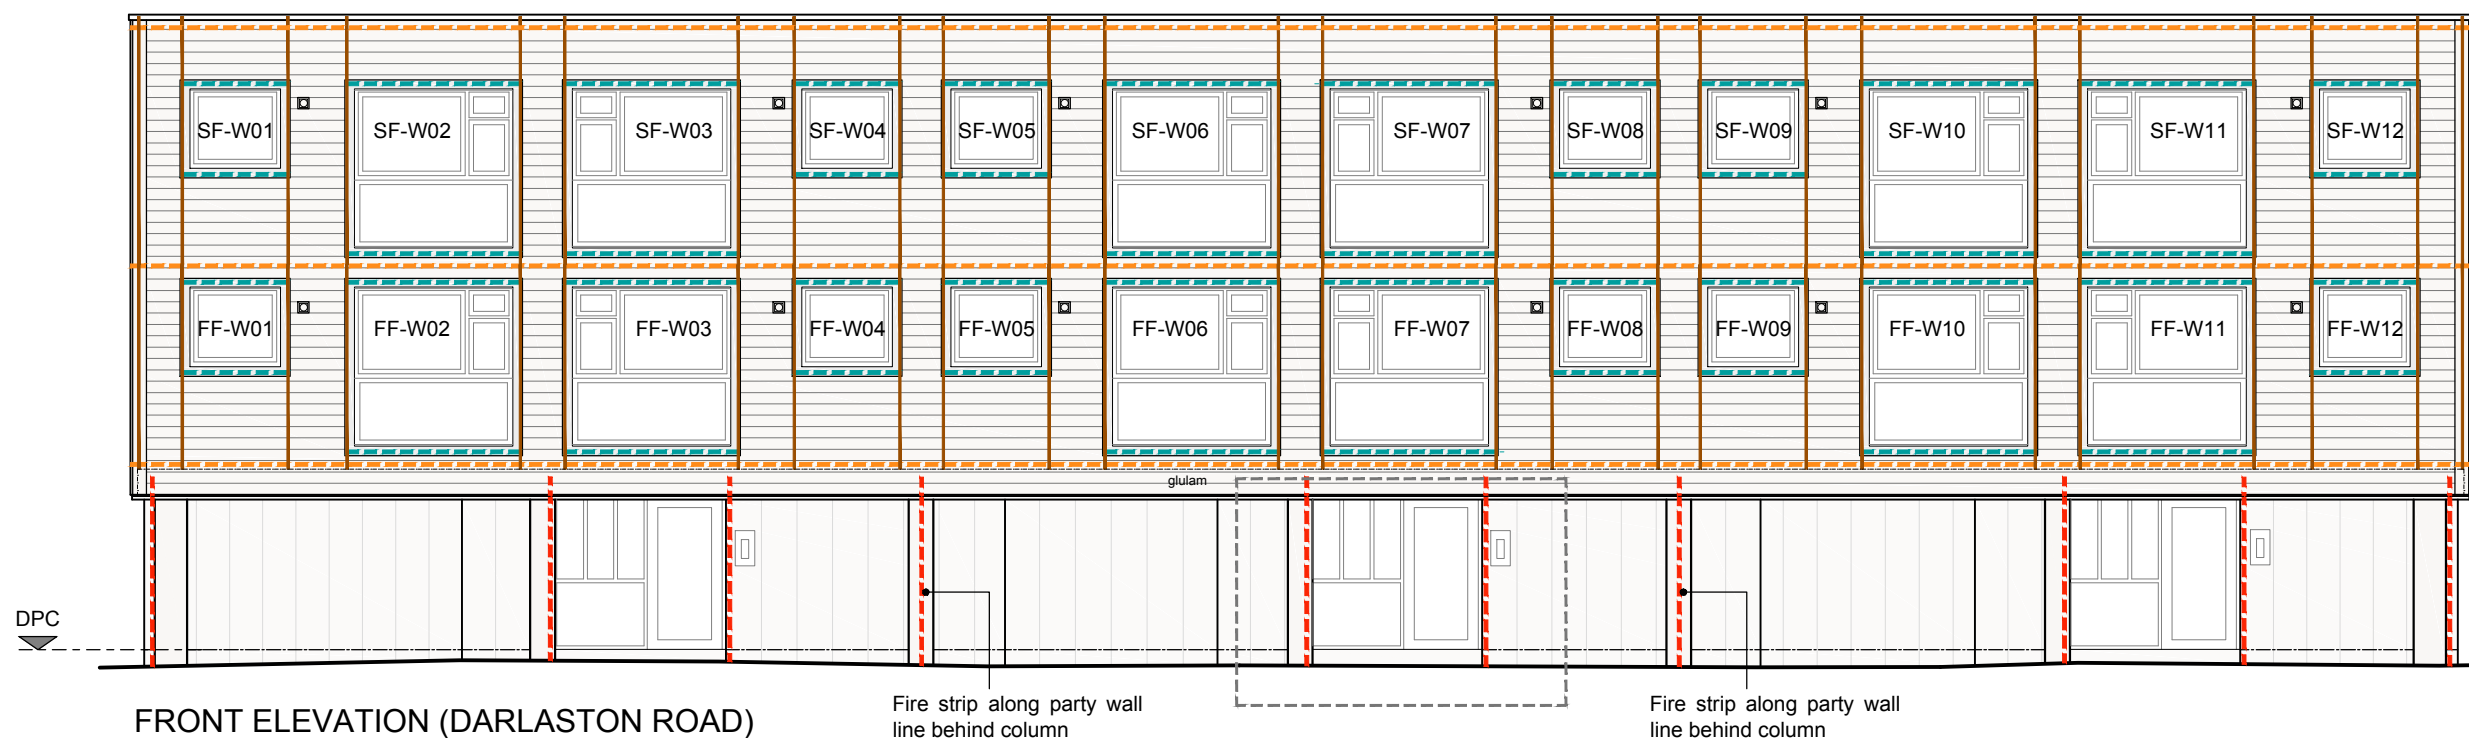 SF-W01 SF-W02 SF-W03 SF-W04 SF-W05 SF-W06 SF-W07 SF-W08 SF-W09 SF-W10 SF-W11 SF-W12
FF-W01 FF-W02 FF-W03 FF-W04 FF-W05 FF-W06 FF-W07 FF-W08 FF-W09 FF-W10 FF-W11 FF-W12
glulam
DPC
Fire strip along party wall
line behind column
Fire strip along party wall
line behind column
FRONT ELEVATION (DARLASTON ROAD)